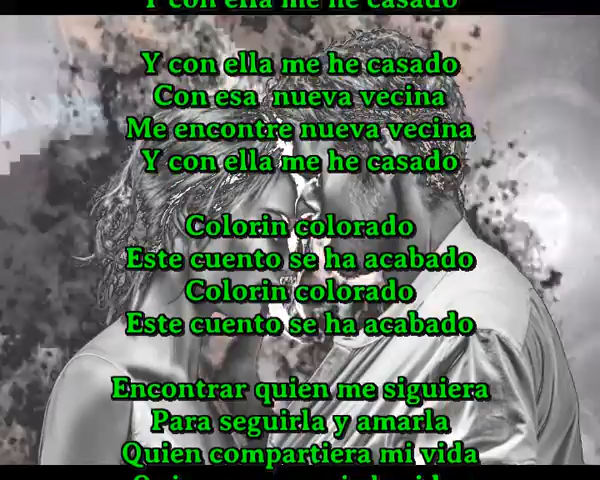 Y con ella me he casado
Y con ella me he casado
Con esa nueva vecina
Me encontre nueva vecina
Y con ella me he casado
Colorin colorado
Este cuento se ha acabado
Colorin colorado
Este cuento se ha acabado
Encontrar quien me siguiera
Para seguirla y amarla
Quien compartiera mi vida